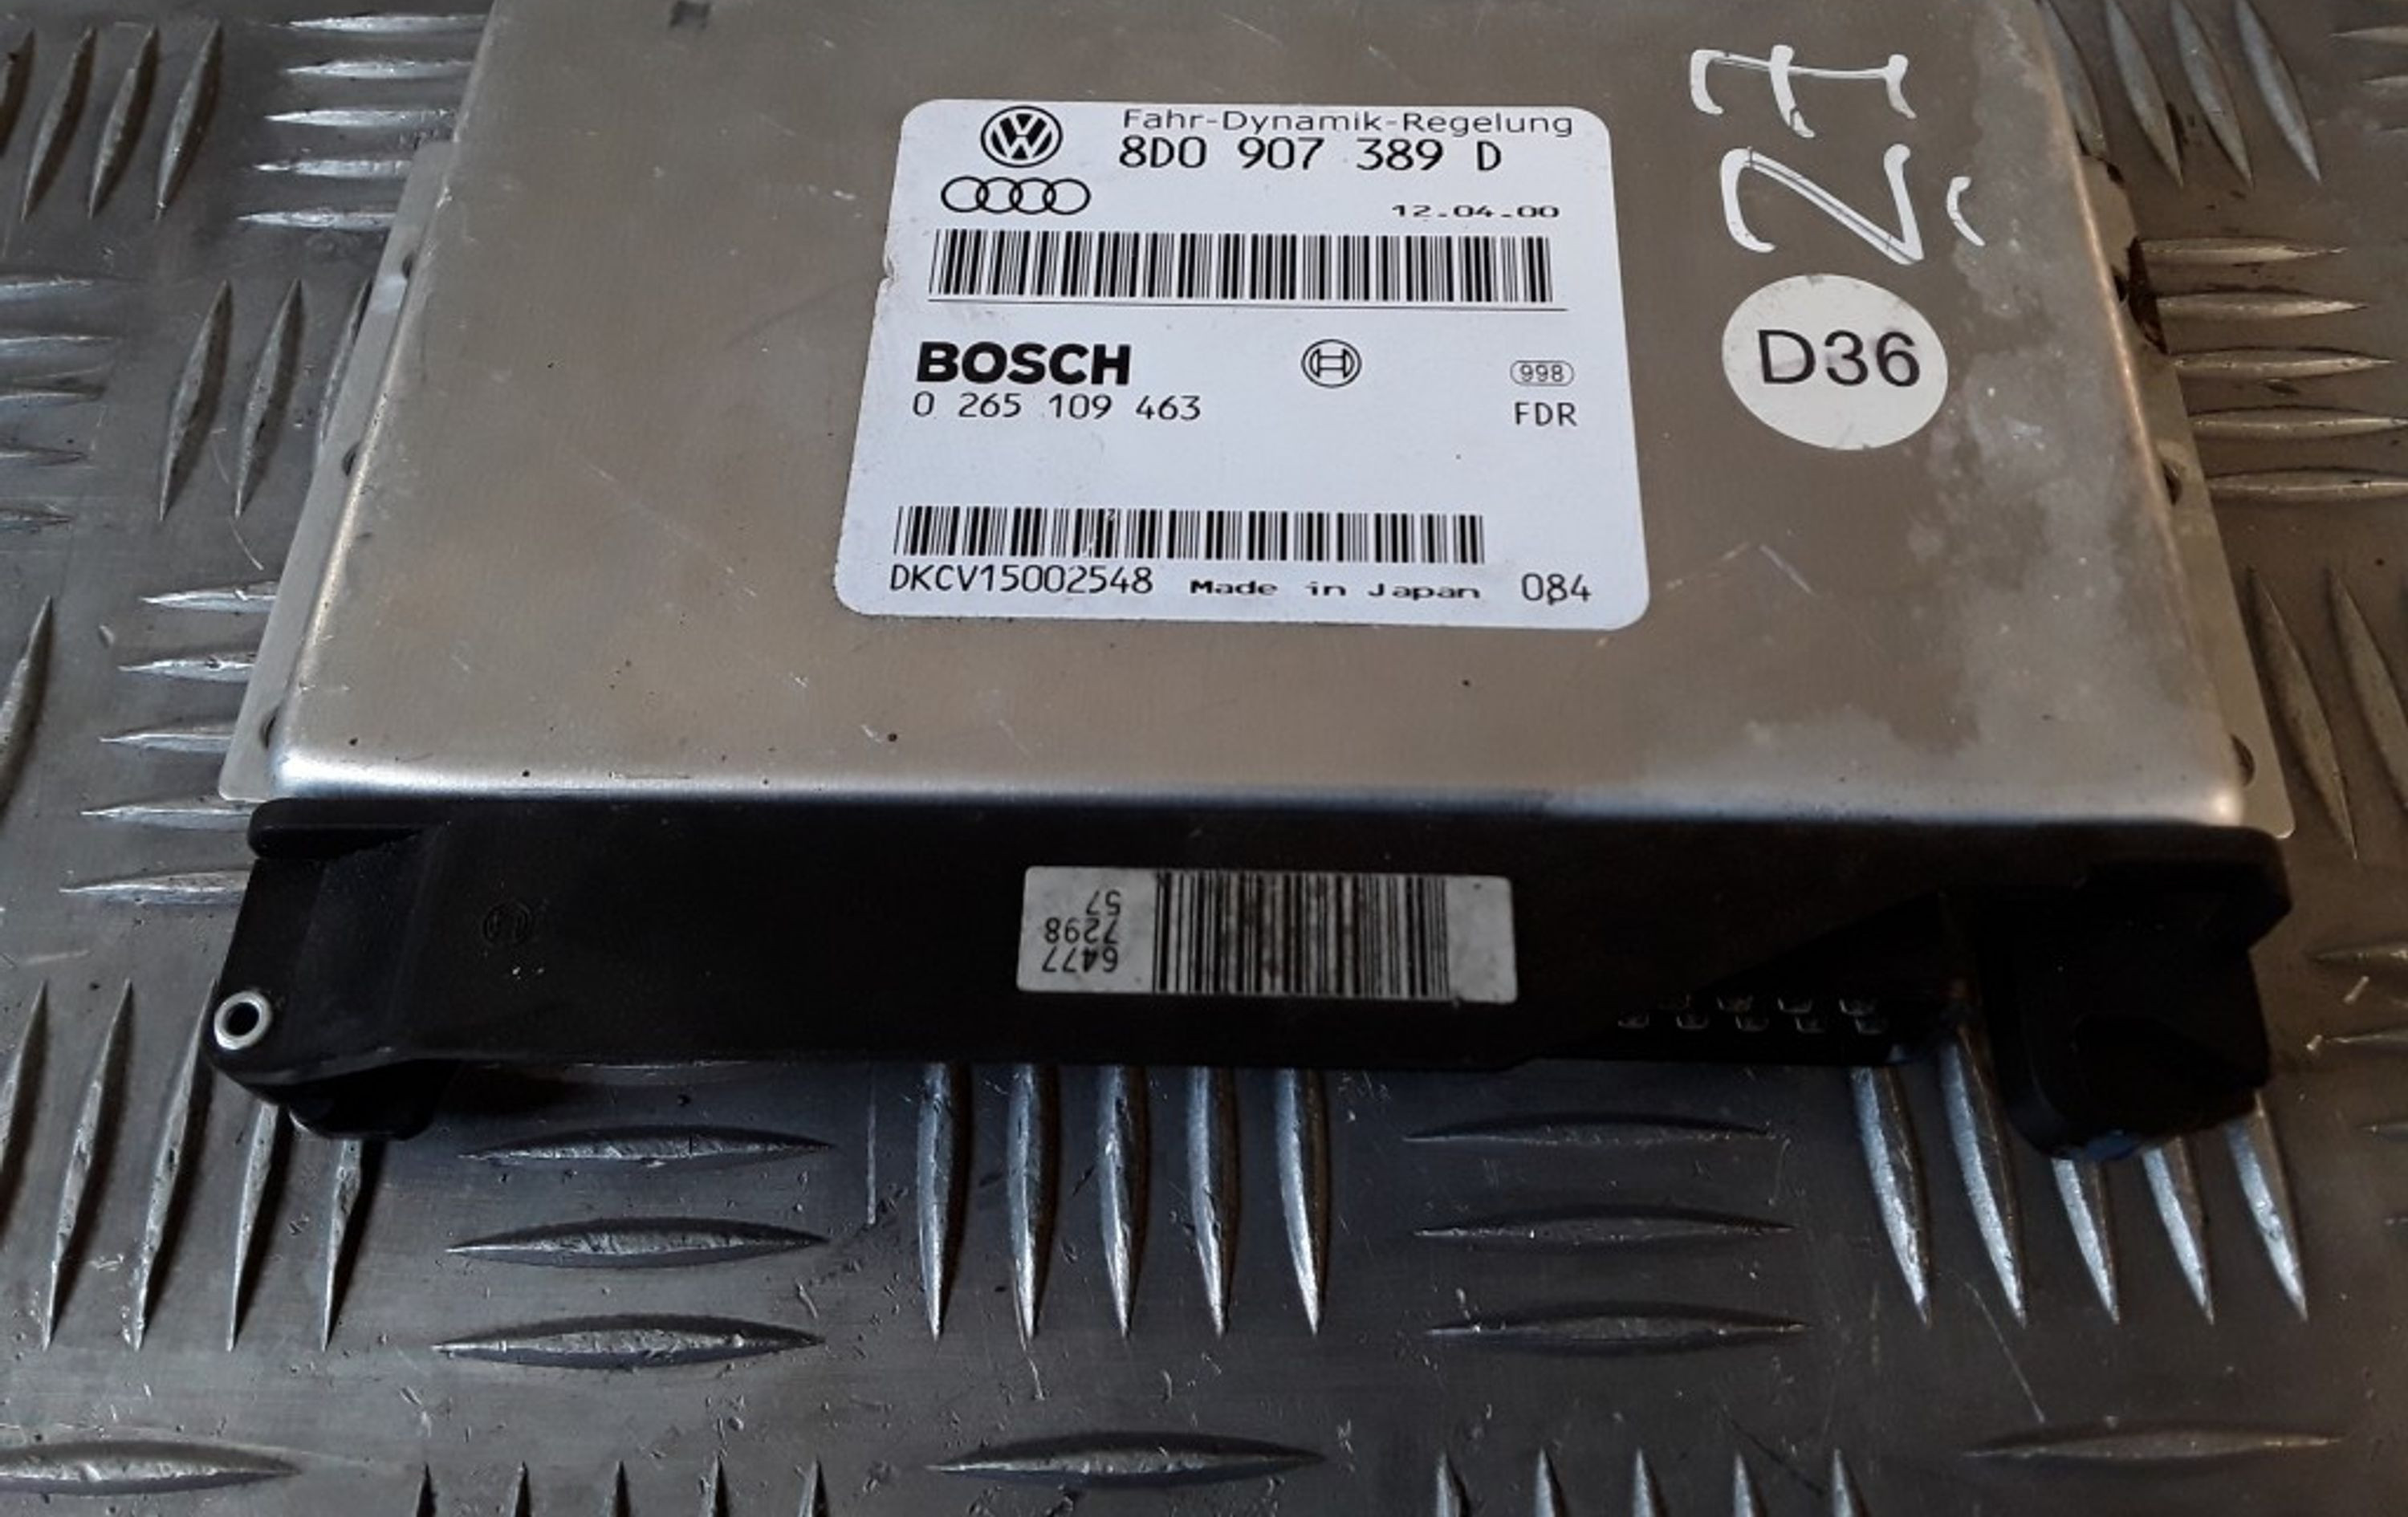 Fahr-Dynamik-Regelung
8D0 907 389 D
12.04.00
BOSCH
998
0 265 109 463
FDR
DKCV15002548 Made in Japan 084
D36
6477
7298
57